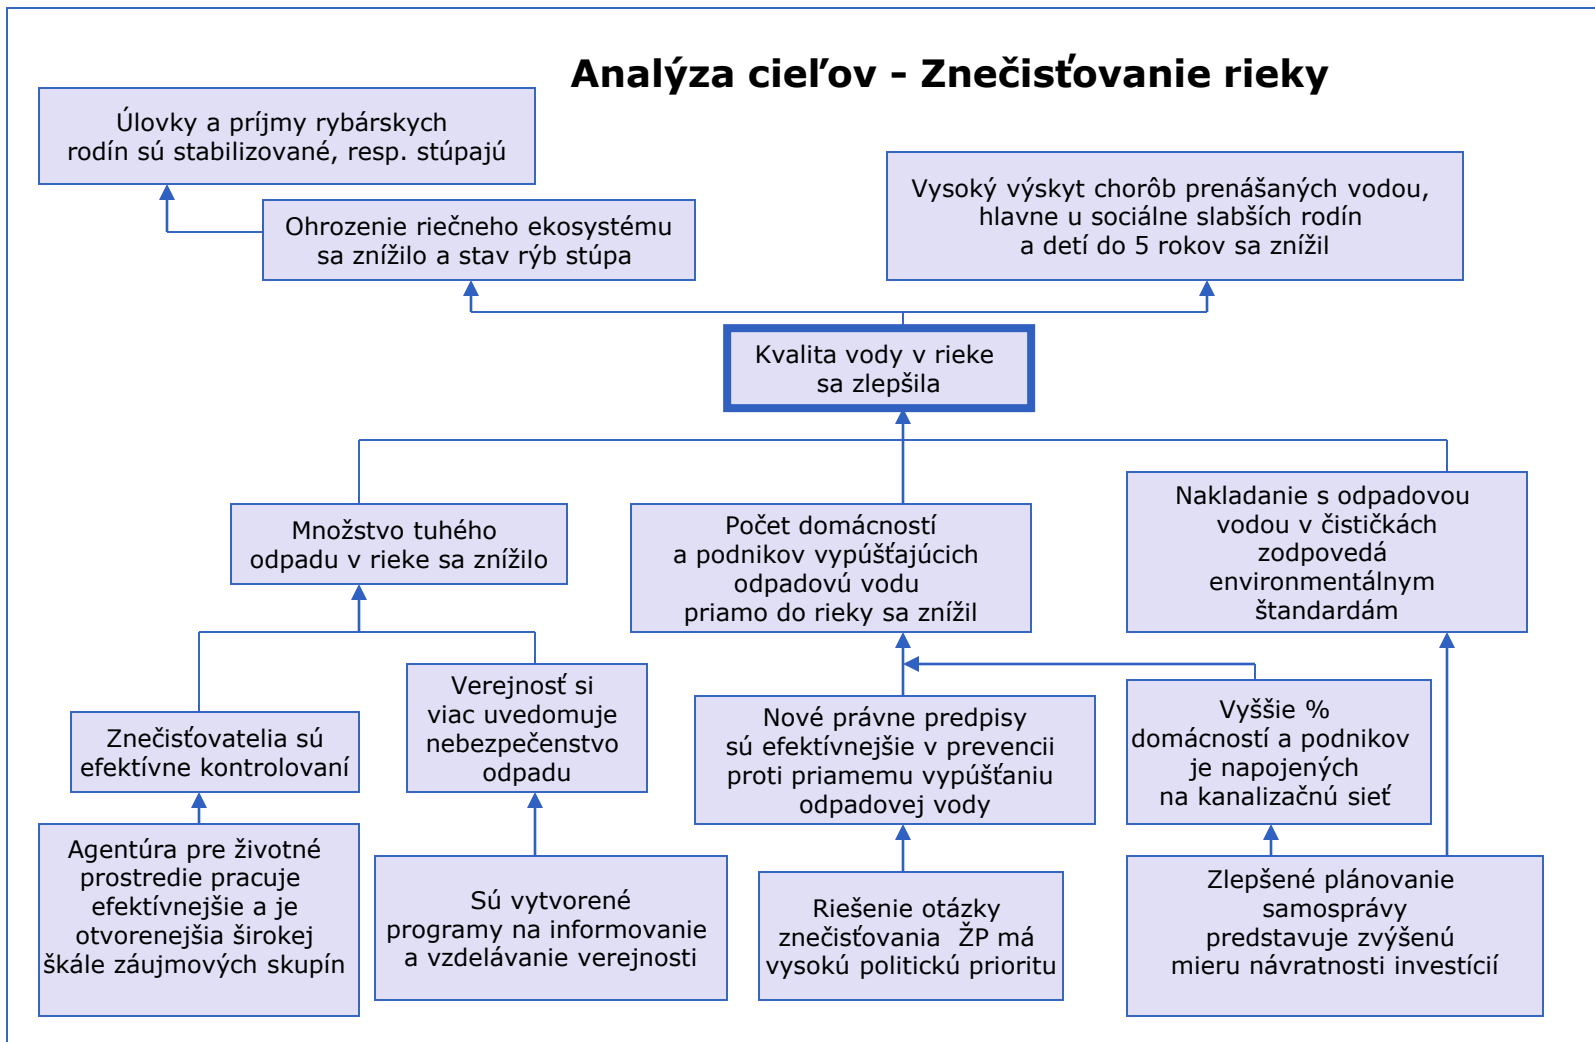 Analýza cieľov - Znečisťovanie rieky
Úlovky a príjmy rybárskych
rodín sú stabilizované, resp. stúpajú
Ohrozenie riečneho ekosystému
sa znížilo a stav rýb stúpa
Vysoký výskyt chorôb prenášaných vodou,
hlavne u sociálne slabších rodín
a detí do 5 rokov sa znížil
Kvalita vody v rieke
sa zlepšila
Množstvo tuhého
odpadu v rieke sa znížilo
Počet domácností
a podnikov vypúšťajúcich
odpadovú vodu
priamo do rieky sa znížil
Nakladanie s odpadovou
vodou v čističkách
zodpovedá
environmentálnym
štandardám
Znečisťovatelia sú
efektívne kontrolovaní
Verejnosť si
viac uvedomuje
nebezpečenstvo
odpadu
Nové právne predpisy
sú efektívnejšie v prevencii
proti priamemu vypúšťaniu
odpadovej vody
Vyššie %
domácností a podnikov
je napojených
na kanalizačnú sieť
Agentúra pre životné
prostredie pracuje
efektívnejšie a je
otvorenejšia širokej
škále záujmových skupín
Sú vytvorené
programy na informovanie
a vzdelávanie verejnosti
Riešenie otázky
znečisťovania  ŽP má
vysokú politickú prioritu
Zlepšené plánovanie
samosprávy
predstavuje zvýšenú
mieru návratnosti investícií